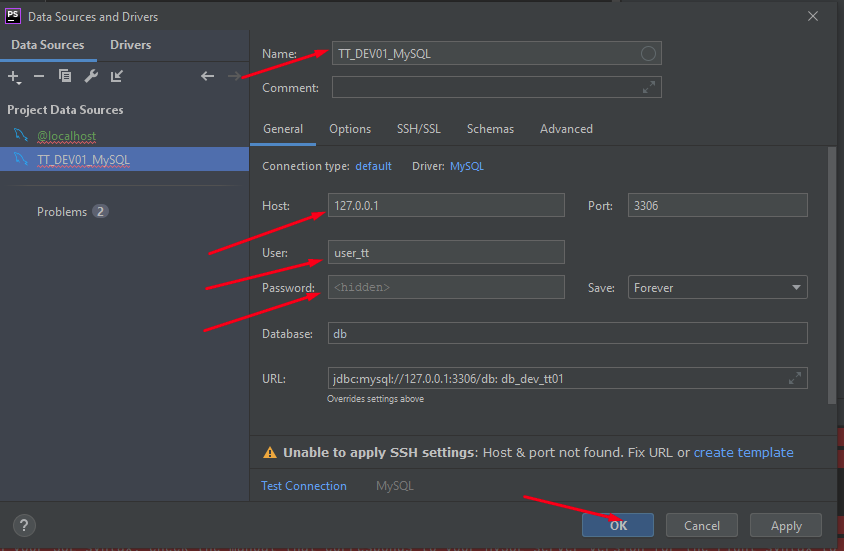 PS Data Sources and Drivers
Data Sources Drivers
Project Data Sources
@localhost
TT_DEV01_MySQL
Problems 2
Name: TT_DEV01_MySQL
Comment:
General Options SSH/SSL Schemas Advanced
Connection type: default Driver: MySQL
Host: 127.0.0.1 Port: 3306
User: user_tt
Password: <hidden> Save: Forever
Database: db
URL: jdbc:mysql://127.0.0.1:3306/db: db_dev_tt01
Overrides settings above
Unable to apply SSH settings: Host & port not found. Fix URL or create template
Test Connection MySQL
? OK Cancel Apply